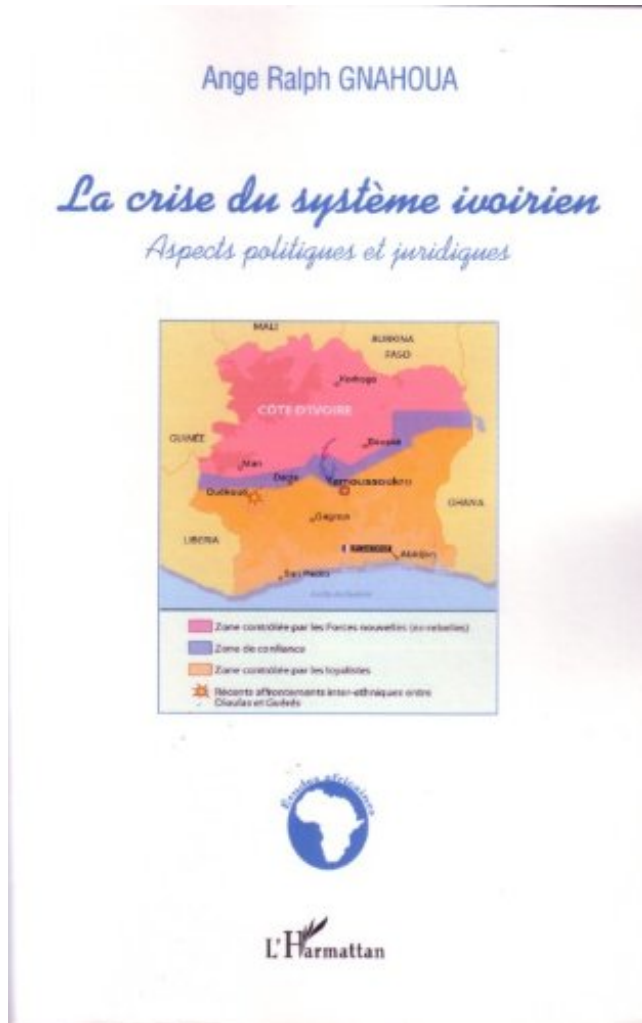 Ange Ralph GNAHOUA
La crise du système ivoirien
Aspects politiques et juridiques
MALI
BURKINA
FASO
Korhogo
CÔTE D'IVOIRE
GUINÉE
Bouaké
Man
Daloa
Yamoussoukro
Duékoué
GHANA
Gagnoa
LIBERIA
Abidjan
San Pedro
Zone contrôlée par les Forces nouvelles (ex-rebelles)
Zone de confiance
Zone contrôlée par les loyalistes
Récents affrontements inter-ethniques entre
Dioulas et Guérés
Etudes africaines
L'Harmattan